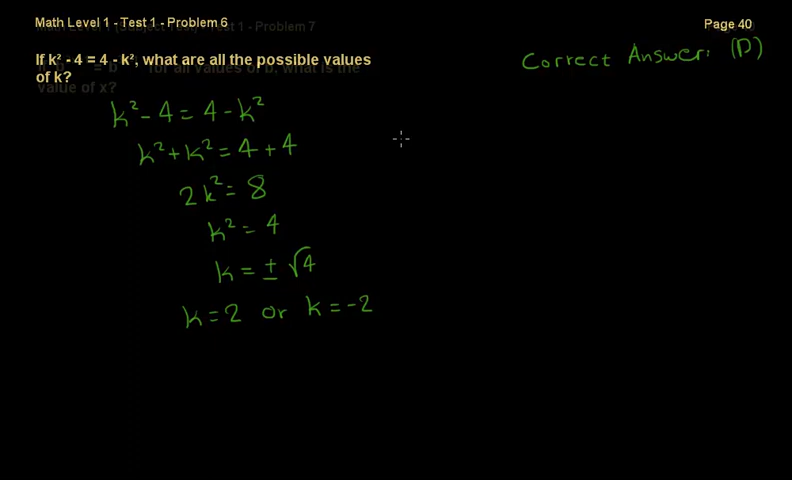 Math Level 1 - Test 1 - Problem 6
Page 40
If k² - 4 = 4 - k², what are all the possible values
of k?
Correct Answer: (D)
value of x?
k² - 4 = 4 - k²
k² + k² = 4 + 4
2k² = 8
k² = 4
k = ± √4
k = 2 or k = -2